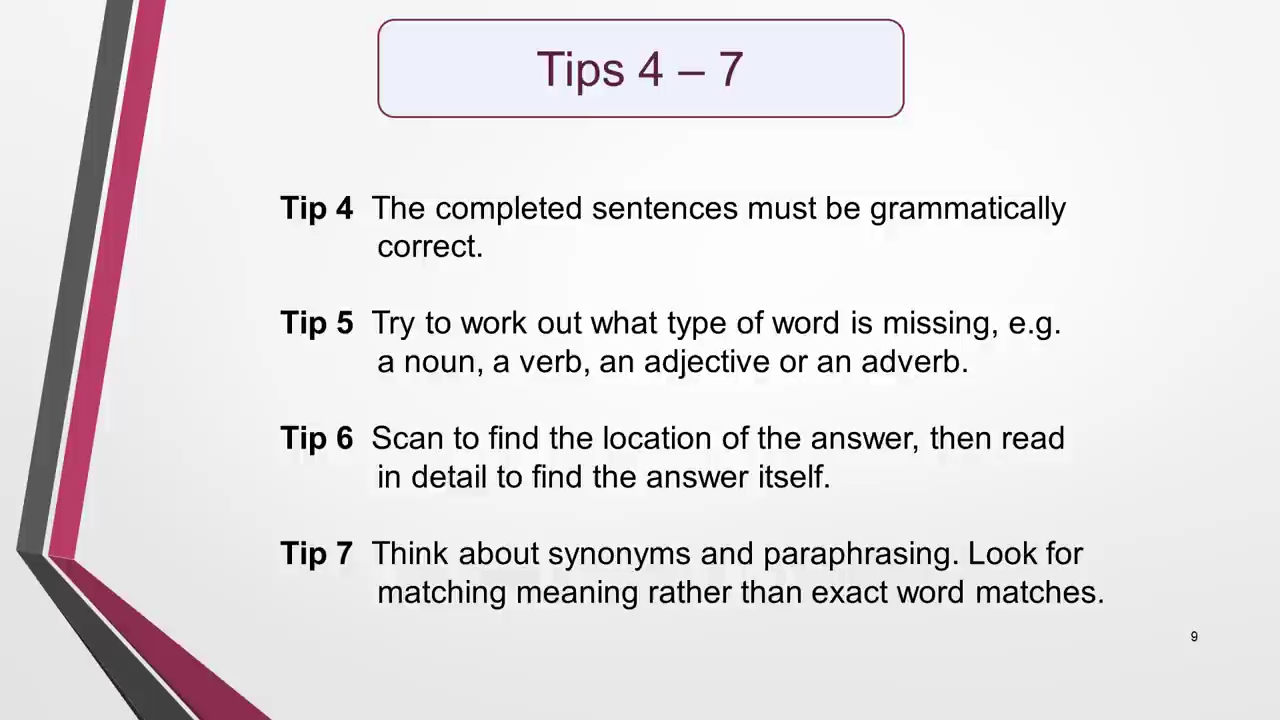 Tips 4 – 7
Tip 4 The completed sentences must be grammatically
correct.
Tip 5 Try to work out what type of word is missing, e.g.
a noun, a verb, an adjective or an adverb.
Tip 6 Scan to find the location of the answer, then read
in detail to find the answer itself.
Tip 7 Think about synonyms and paraphrasing. Look for
matching meaning rather than exact word matches.
9